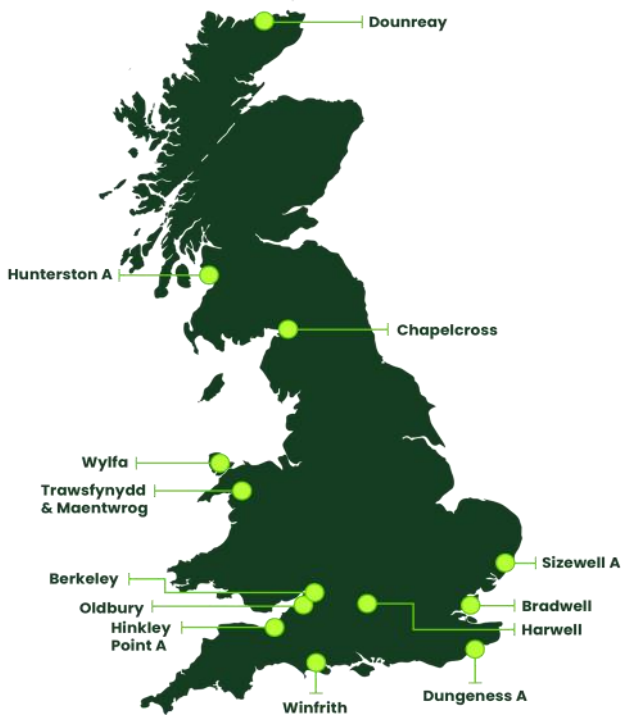 Dounreay
Hunterston A
Chapelcross
Wylfa
Trawsfynydd
& Maentwrog
Sizewell A
Berkeley
Oldbury
Bradwell
Hinkley
Point A
Harwell
Dungeness A
Winfrith